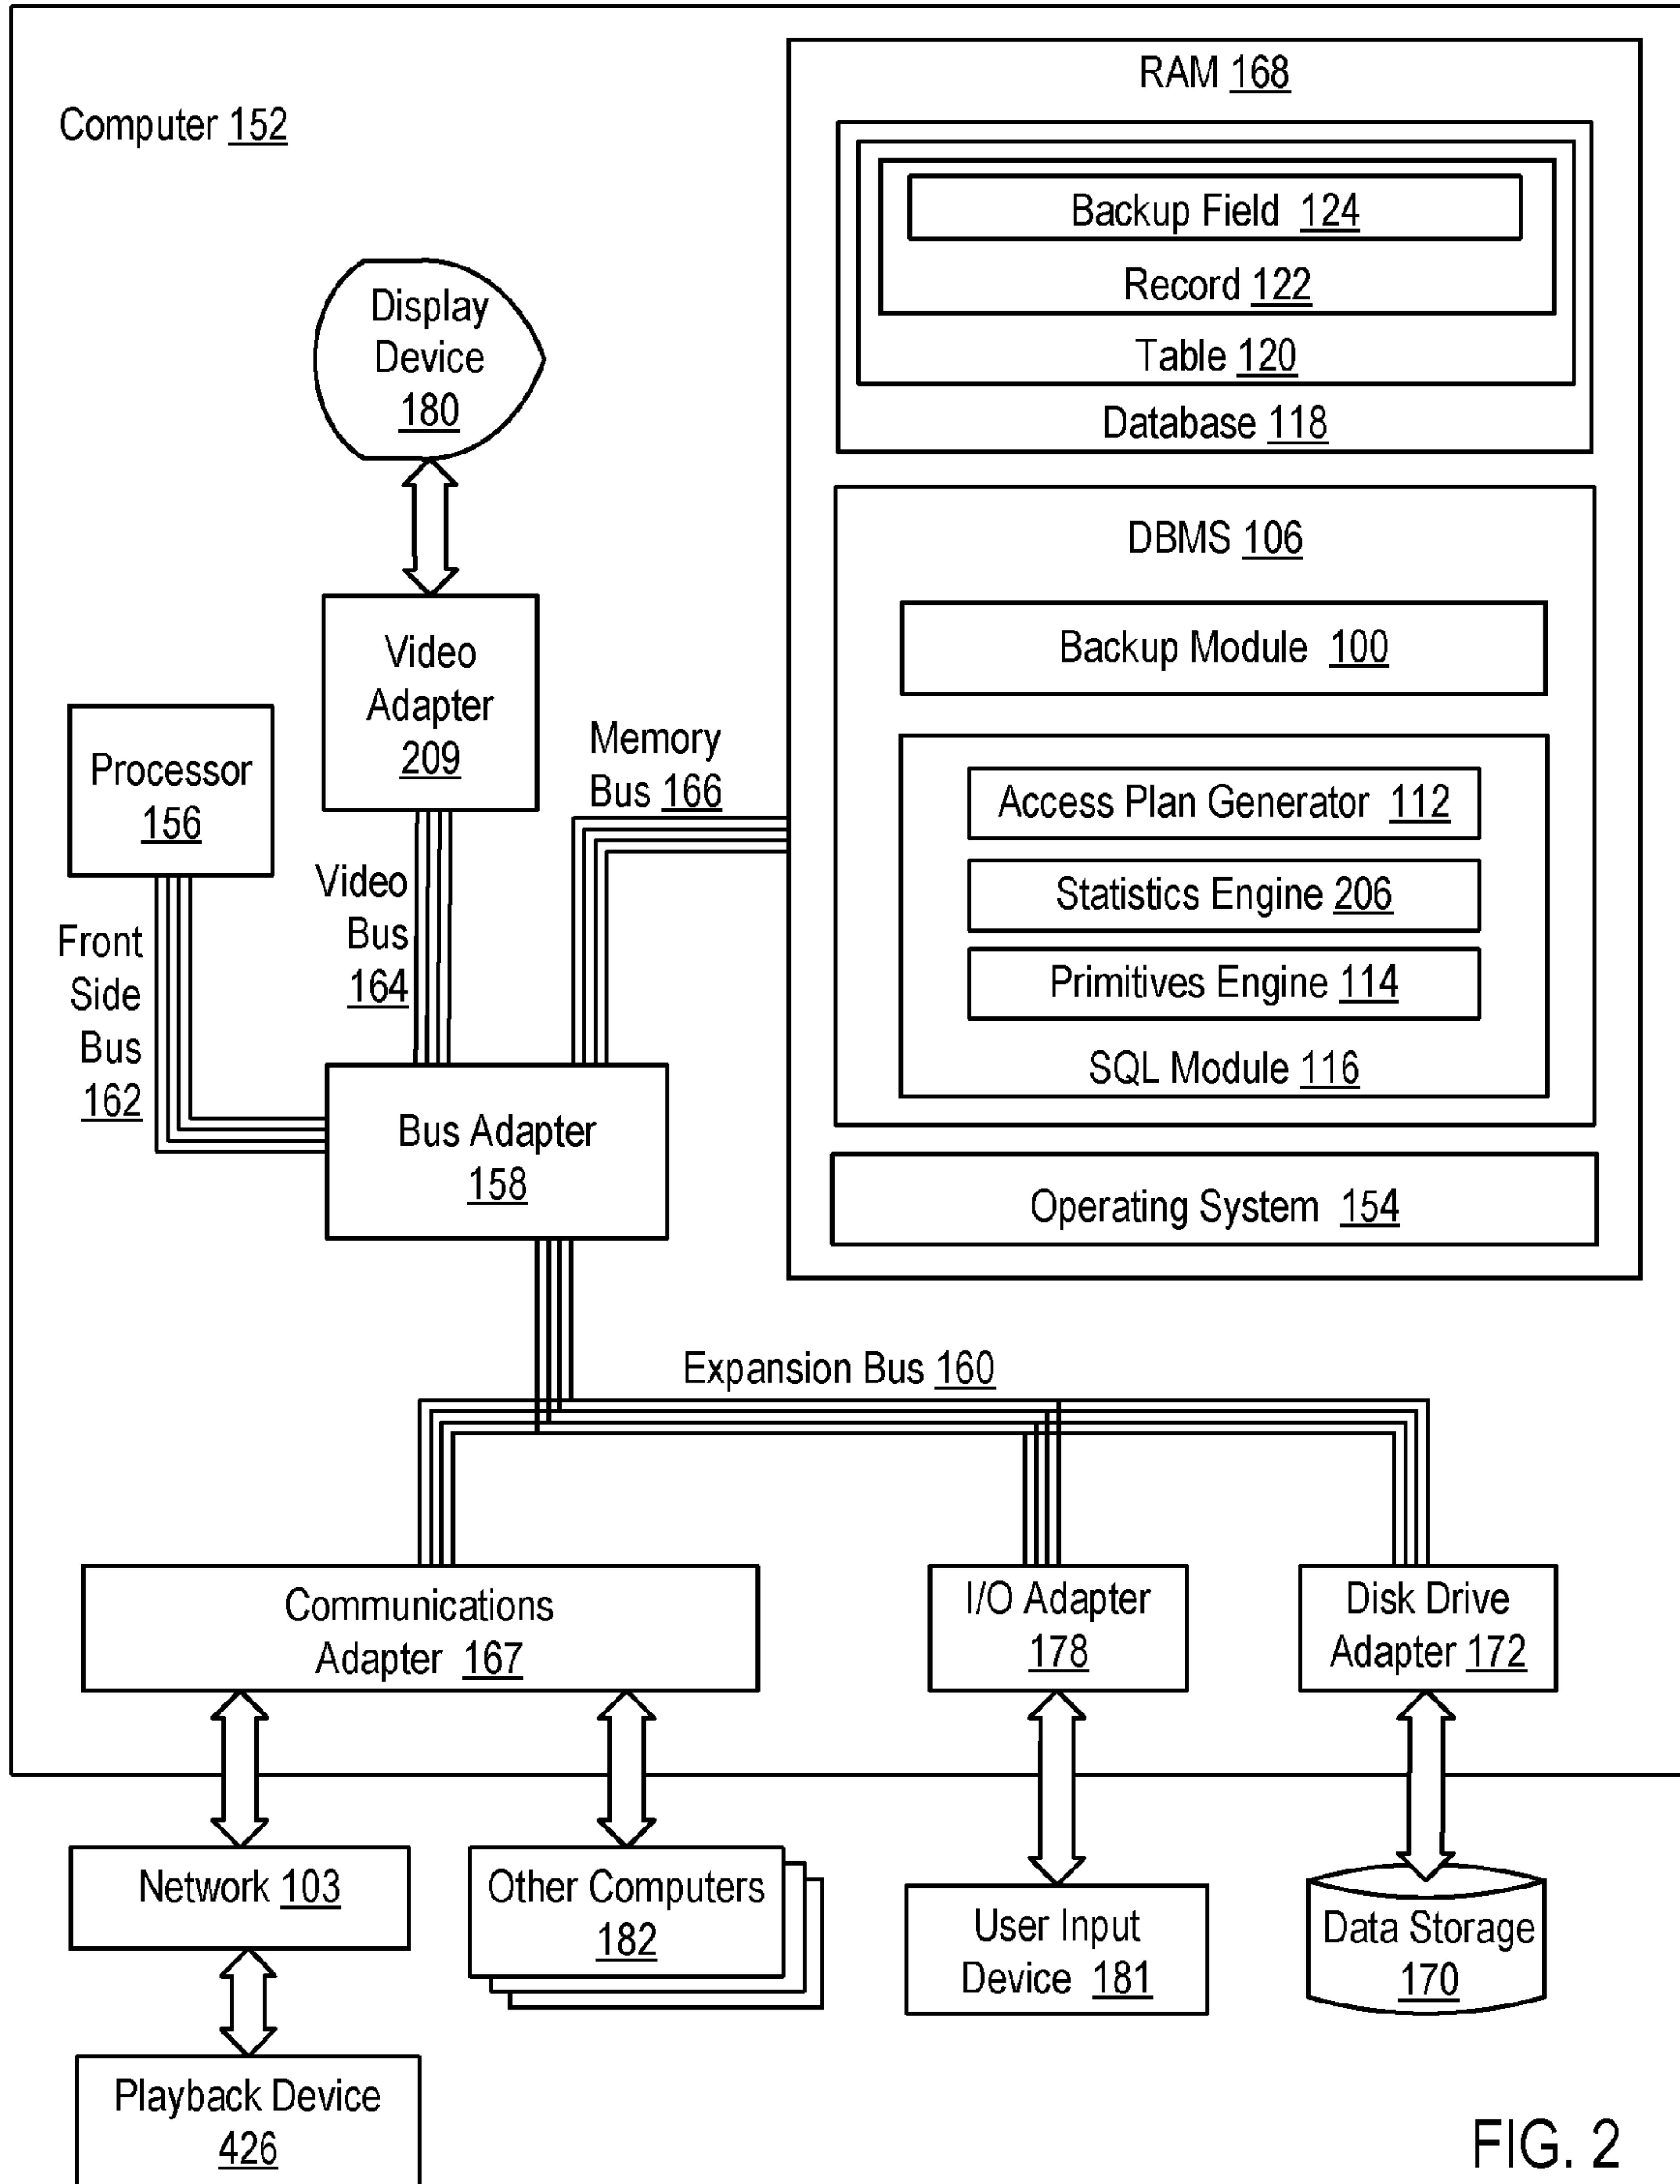 Computer 152
RAM 168
Backup Field 124
Record 122
Table 120
Database 118
Display
Device
180
DBMS 106
Backup Module 100
Video
Adapter
209
Processor
156
Memory
Bus 166
Access Plan Generator 112
Statistics Engine 206
Primitives Engine 114
SQL Module 116
Video
Bus
164
Front
Side
Bus
162
Bus Adapter
158
Operating System 154
Expansion Bus 160
Communications
Adapter 167
I/O Adapter
178
Disk Drive
Adapter 172
Network 103
Other Computers
182
User Input
Device 181
Data Storage
170
Playback Device
426
FIG. 2